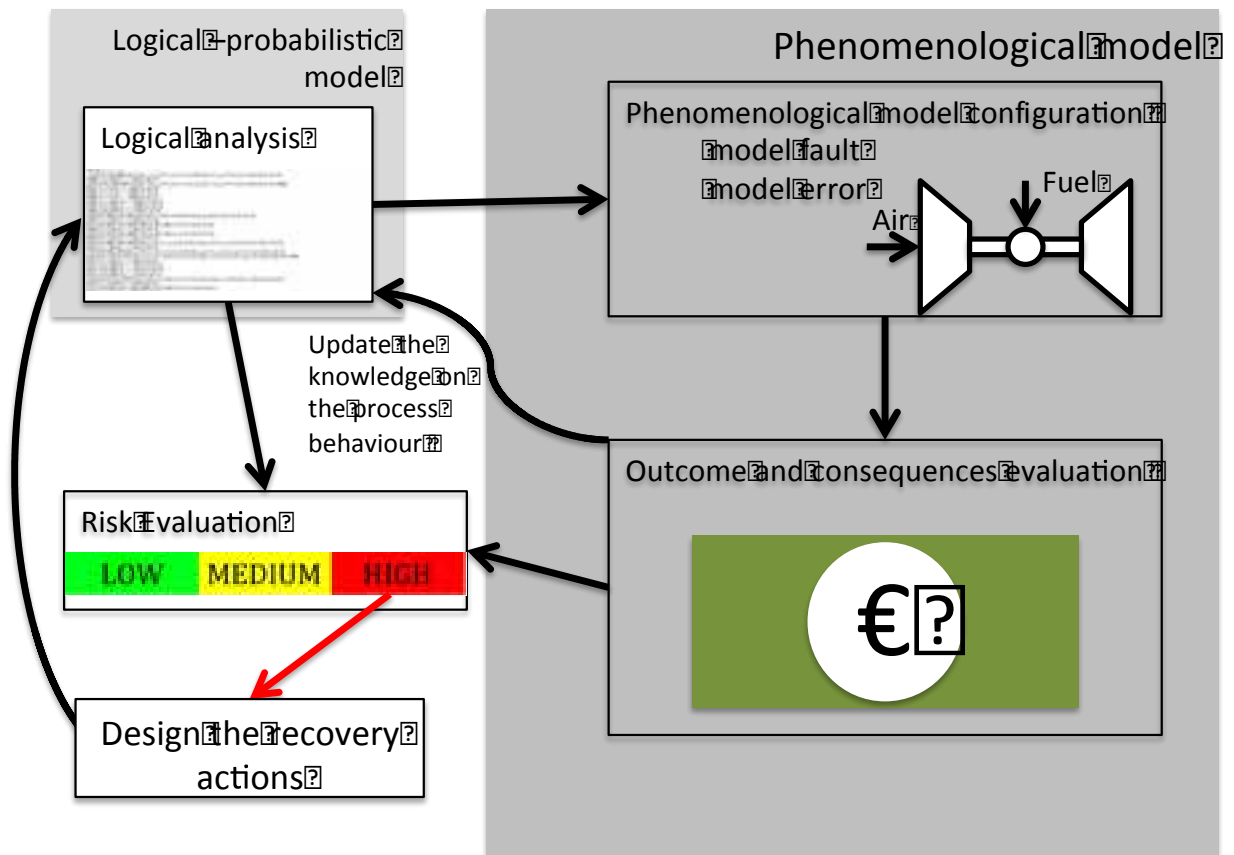 Logical –probabilistic
model
Phenomenological model
Logical analysis
Phenomenological model configuration
model fault
model error
Fuel
Air
Update the
knowledge on
the process
behaviour
Outcome and consequences evaluation
Risk Evaluation
LOW MEDIUM HIGH
€
Design the recovery
actions